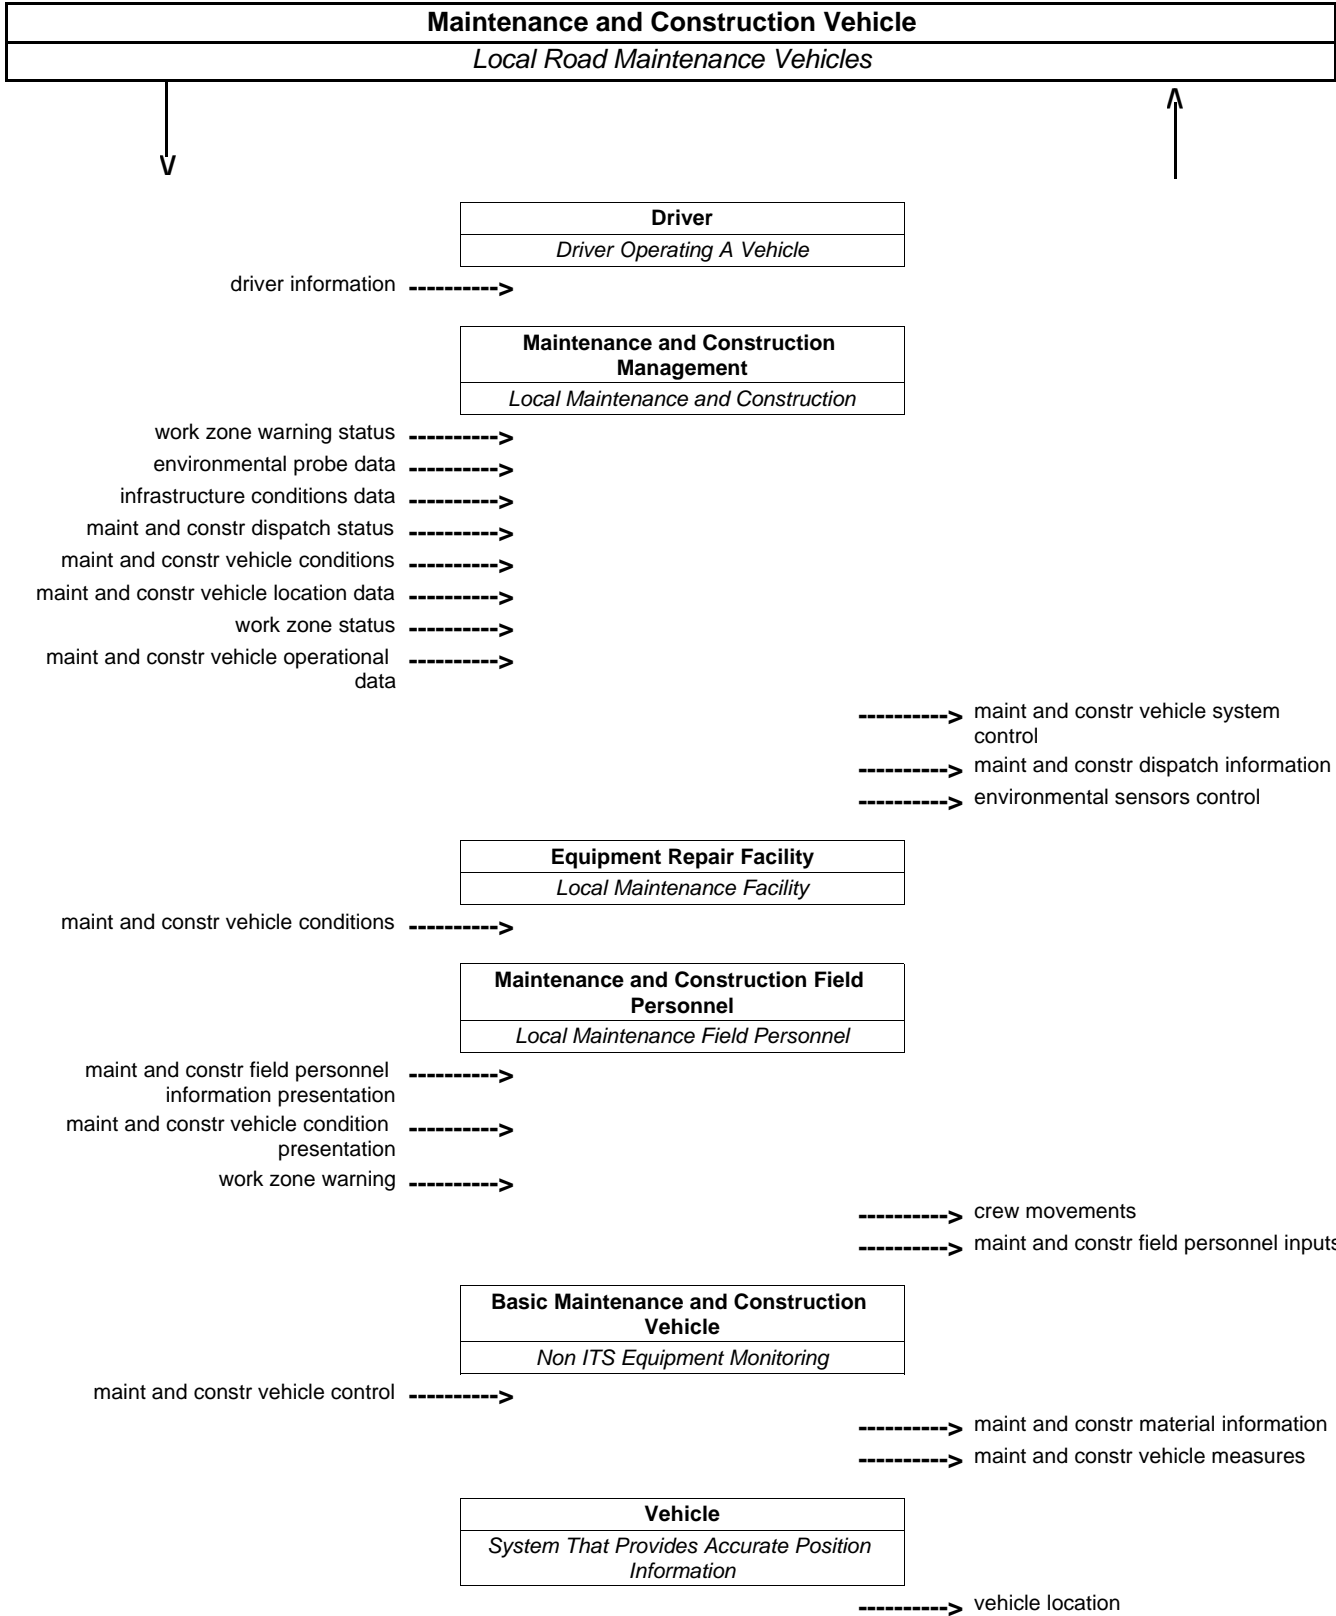 Maintenance and Construction Vehicle
Local Road Maintenance Vehicles
Driver
Driver Operating A Vehicle
driver information ---------->
Maintenance and Construction
Management
Local Maintenance and Construction
work zone warning status ---------->
environmental probe data ---------->
infrastructure conditions data ---------->
maint and constr dispatch status ---------->
maint and constr vehicle conditions ---------->
maint and constr vehicle location data ---------->
work zone status ---------->
maint and constr vehicle operational ---------->
data
----------> maint and constr vehicle system
control
----------> maint and constr dispatch information
----------> environmental sensors control
Equipment Repair Facility
Local Maintenance Facility
maint and constr vehicle conditions ---------->
Maintenance and Construction Field
Personnel
Local Maintenance Field Personnel
maint and constr field personnel ---------->
information presentation
maint and constr vehicle condition ---------->
presentation
work zone warning ---------->
----------> crew movements
----------> maint and constr field personnel inputs
Basic Maintenance and Construction
Vehicle
Non ITS Equipment Monitoring
maint and constr vehicle control ---------->
----------> maint and constr material information
----------> maint and constr vehicle measures
Vehicle
System That Provides Accurate Position
Information
----------> vehicle location